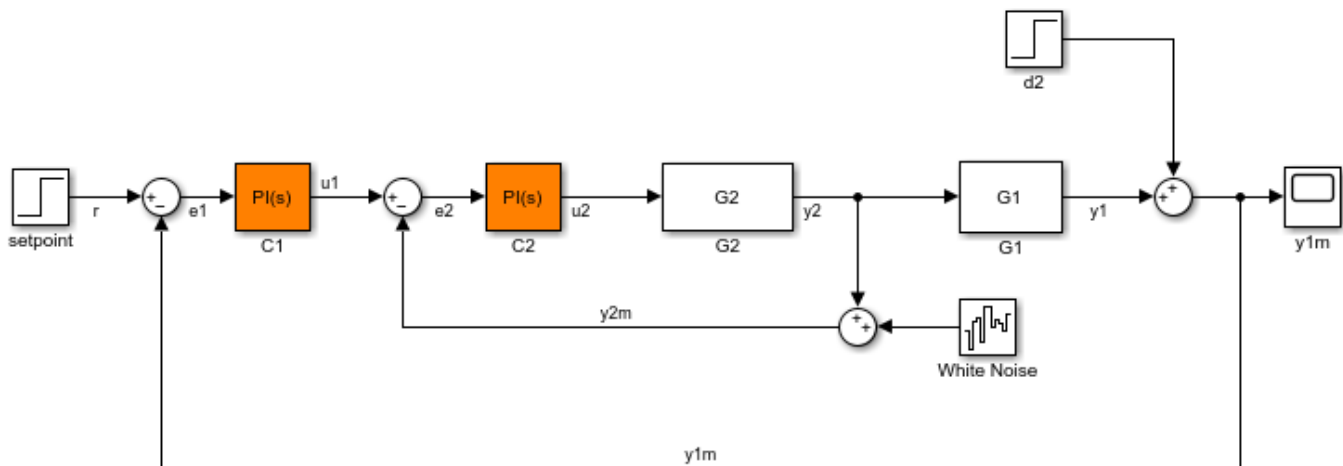 d2
PI(s)
u1
PI(s)
G2
G1
r
e1
e2
u2
y2
y1
setpoint
C1
C2
G2
G1
y1m
y2m
White Noise
y1m